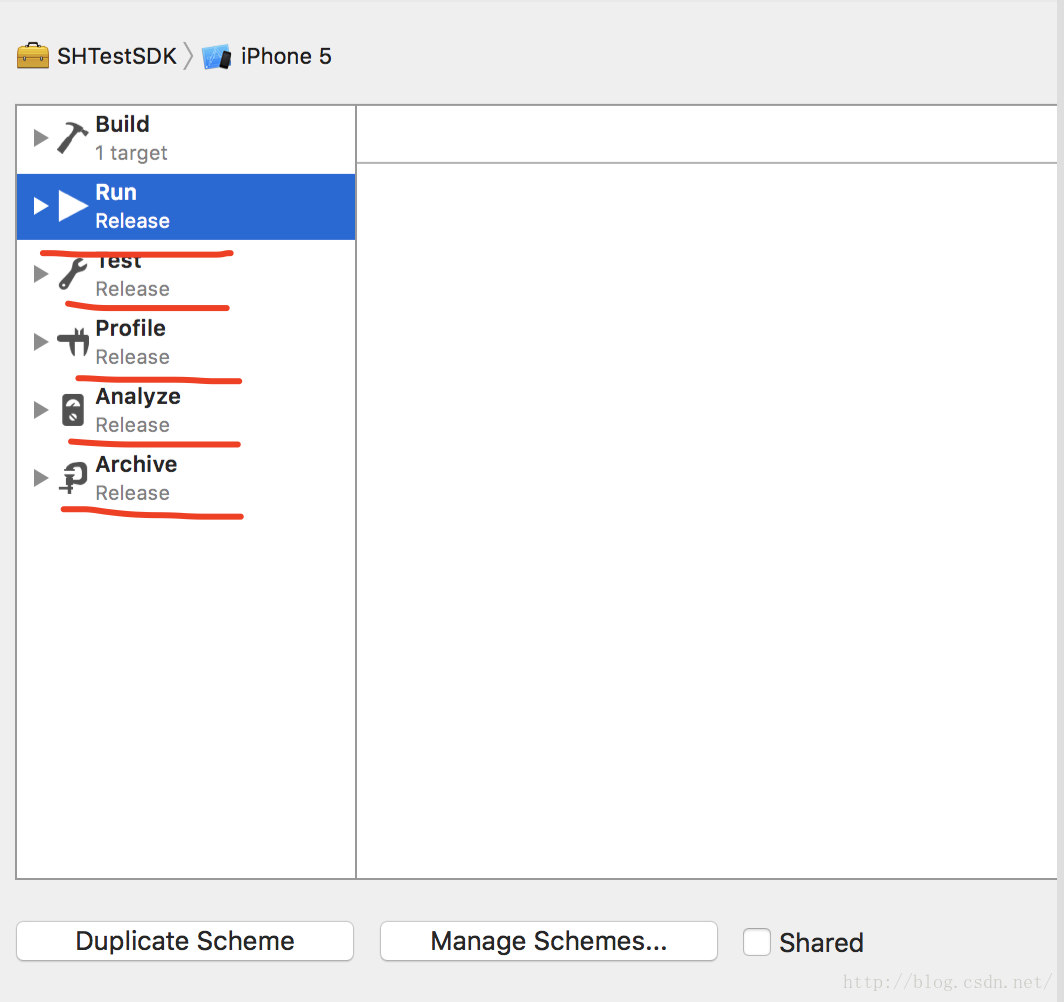 SHTestSDK iPhone 5
Build
1 target
Run
Release
Test
Release
Profile
Release
Analyze
Release
Archive
Release
Duplicate Scheme Manage Schemes... Shared
http://blog.csdn.net/